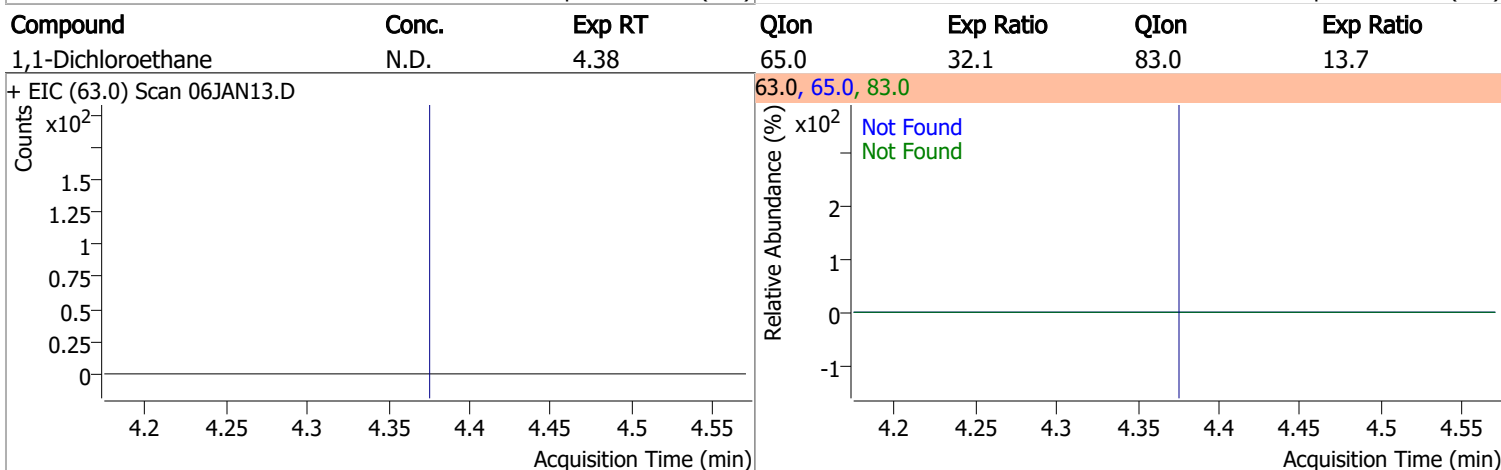 Compound Conc. Exp RT QIon Exp Ratio QIon Exp Ratio
1,1-Dichloroethane N.D. 4.38 65.0 32.1 83.0 13.7
+ EIC (63.0) Scan 06JAN13.D
Counts
x10²
1.5
1.25
1
0.75
0.5
0.25
0
4.2 4.25 4.3 4.35 4.4 4.45 4.5 4.55
Acquisition Time (min)
63.0, 65.0, 83.0
Relative Abundance (%)
x10²
Not Found
Not Found
2
1
0
-1
4.2 4.25 4.3 4.35 4.4 4.45 4.5 4.55
Acquisition Time (min)